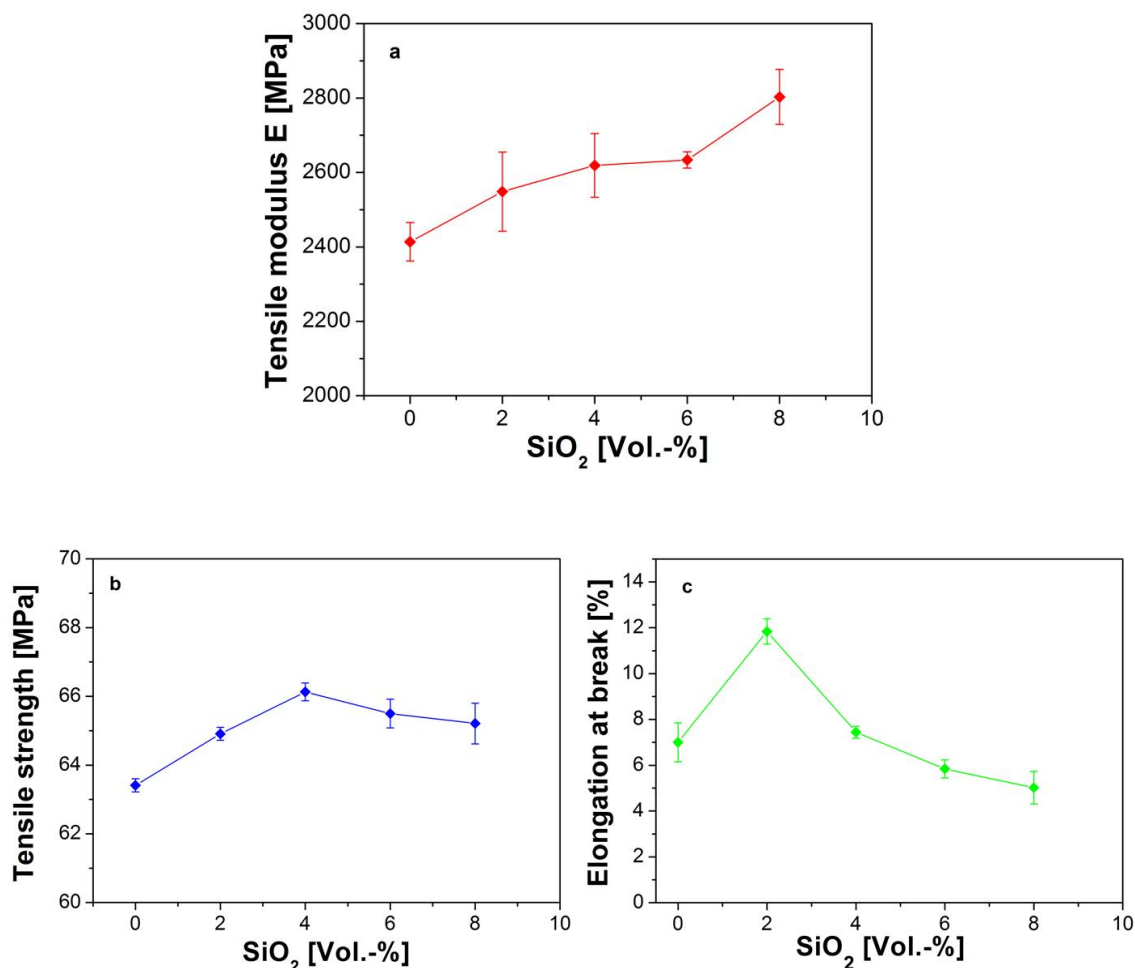 a
Tensile modulus E [MPa]
3000
2800
2600
2400
2200
2000
0 2 4 6 8 10
SiO₂ [Vol.-%]
b
Tensile strength [MPa]
70
68
66
64
62
60
0 2 4 6 8 10
SiO₂ [Vol.-%]
c
Elongation at break [%]
14
12
10
8
6
4
2
0
0 2 4 6 8 10
SiO₂ [Vol.-%]